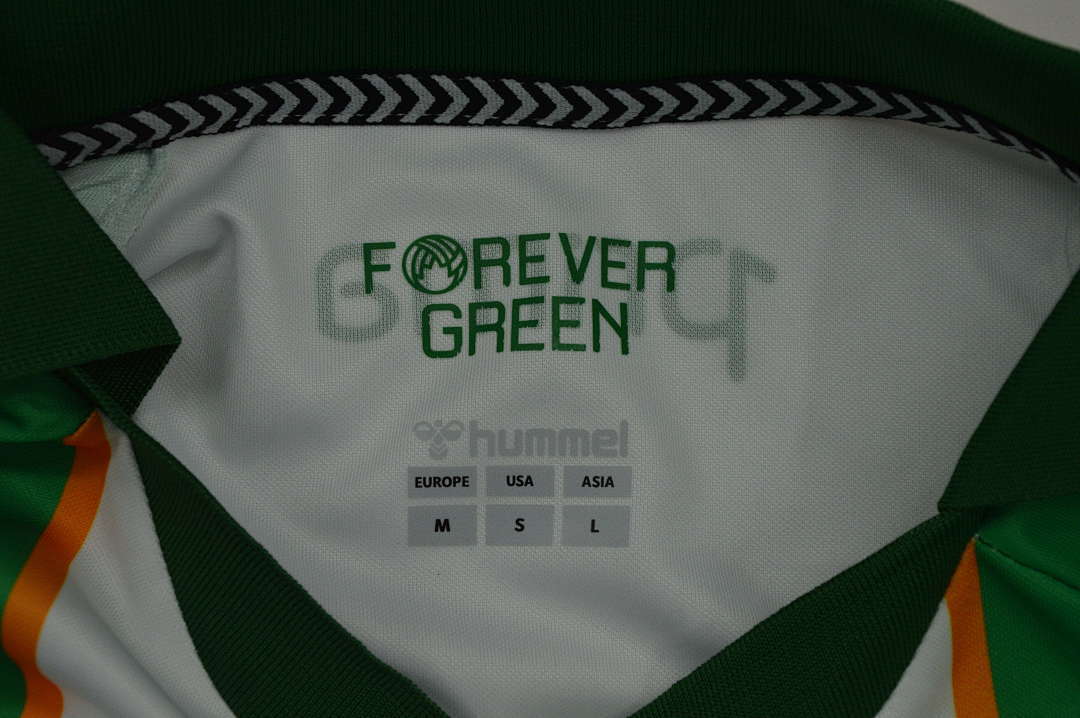 FOREVER
GREEN
hummel
EUROPE USA ASIA
M S L